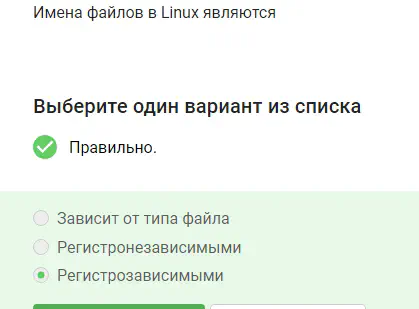 Имена файлов в Linux являются
Выберите один вариант из списка
Правильно.
Зависит от типа файла
Регистронезависимыми
Регистрозависимыми